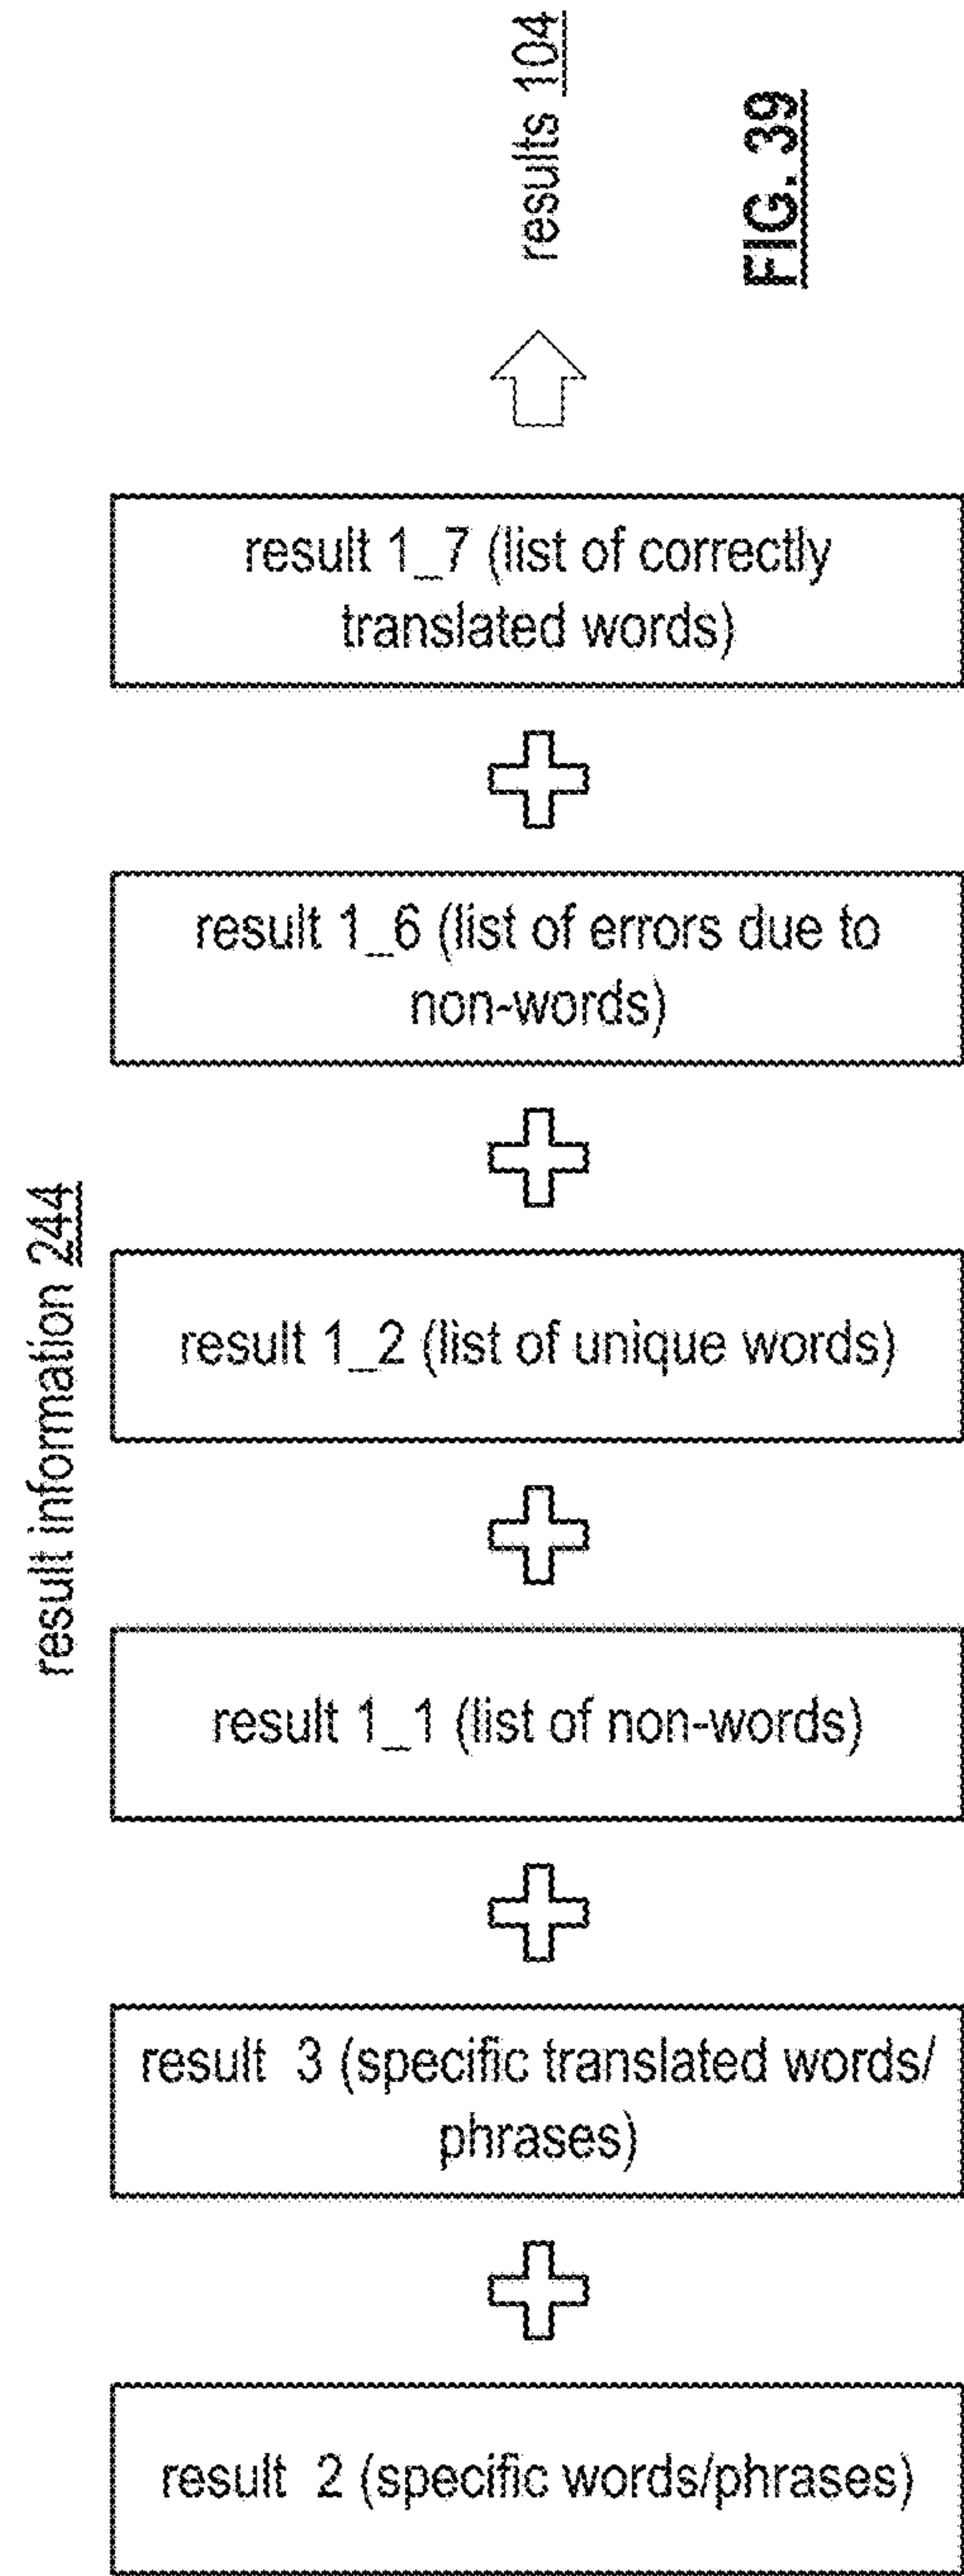 result information 244
results 104
FIG. 39
result 1_7 (list of correctly
translated words)
result 1_6 (list of errors due to
non-words)
result 1_2 (list of unique words)
result 1_1 (list of non-words)
result 3 (specific translated words/
phrases)
result 2 (specific words/phrases)